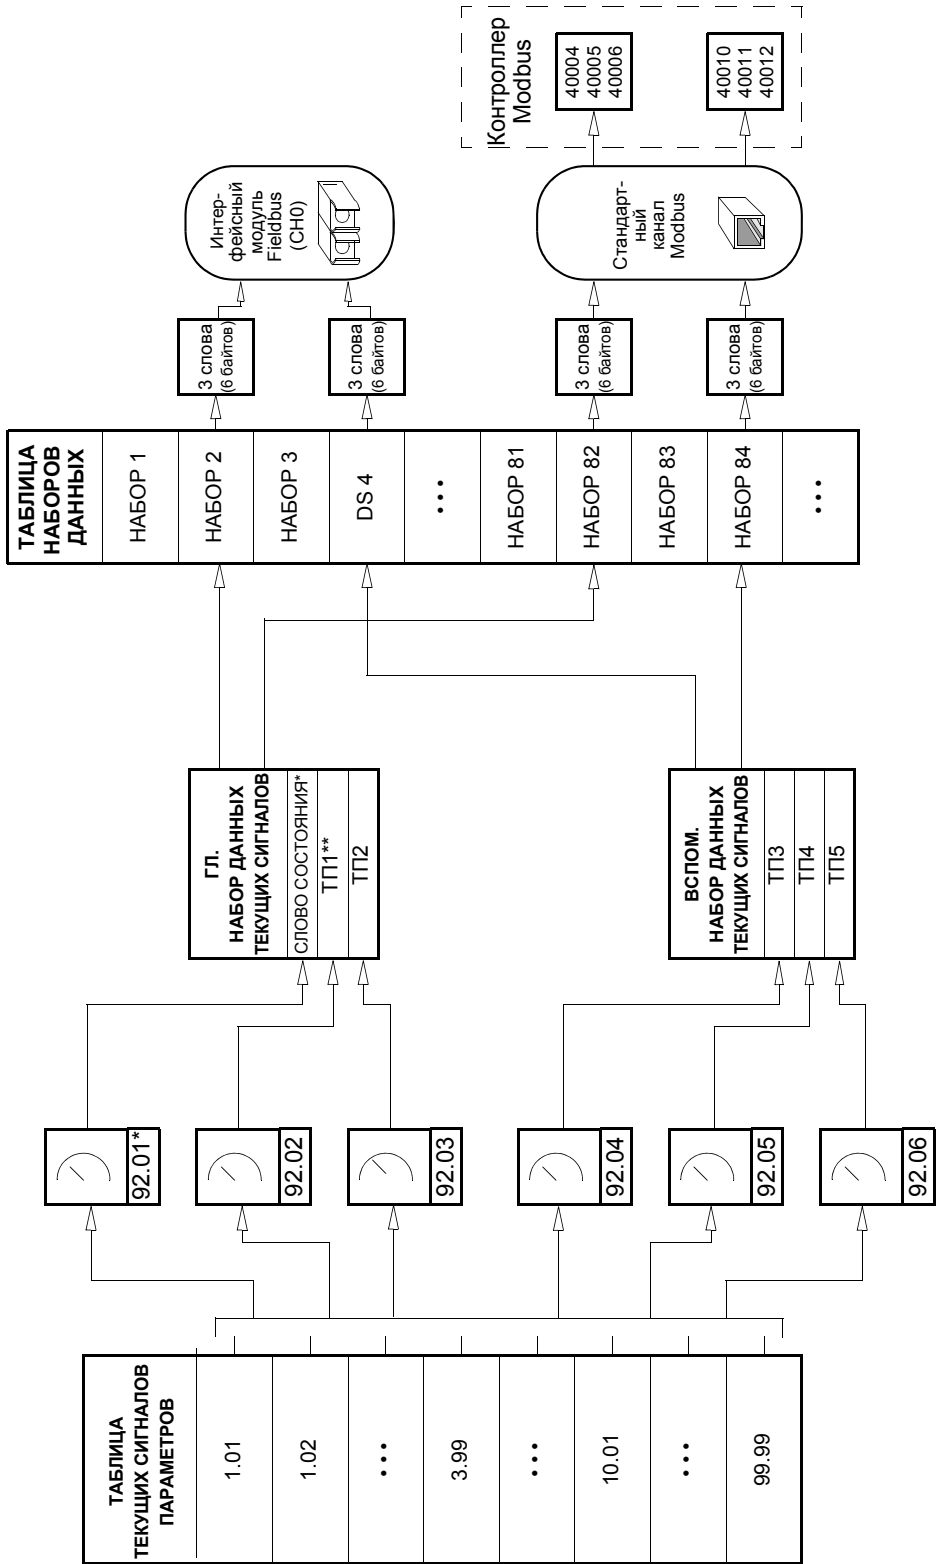 ТАБЛИЦА
ТЕКУЩИХ СИГНАЛОВ
ПАРАМЕТРОВ
1.01
1.02
•••
3.99
•••
10.01
•••
99.99
92.01*
92.02
92.03
92.04
92.05
92.06
ГЛ.
НАБОР ДАННЫХ
ТЕКУЩИХ СИГНАЛОВ
СЛОВО СОСТОЯНИЯ*
ТП1**
ТП2
ВСПОМ.
НАБОР ДАННЫХ
ТЕКУЩИХ СИГНАЛОВ
ТП3
ТП4
ТП5
ТАБЛИЦА
НАБОРОВ
ДАННЫХ
НАБОР 1
НАБОР 2
НАБОР 3
DS 4
•••
НАБОР 81
НАБОР 82
НАБОР 83
НАБОР 84
•••
3 слова
(6 байтов)
3 слова
(6 байтов)
3 слова
(6 байтов)
3 слова
(6 байтов)
Интер-
фейсный
модуль
Fieldbus
(CH0)
Стандарт-
ный
канал
Modbus
Контроллер
Modbus
40004
40005
40006
40010
40011
40012